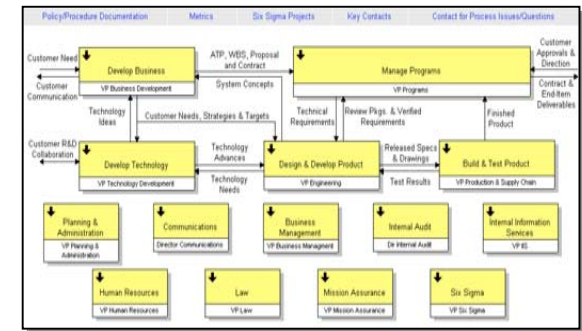 Policy/Procedure Documentation Metrics Six Sigma Projects Key Contacts Contact for Process Issues/Questions
Customer Need
Customer
Communication
Develop Business
VP Business Development
ATP, WBS, Proposal
and Contract
System Concepts
Manage Programs
VP Programs
Customer
Approvals &
Direction
Contract &
End-Item
Deliverables
Technology
Ideas
Customer Needs, Strategies & Targets
Technical
Requirements
Review Pkgs. & Verified
Requirements
Finished
Product
Customer R&D
Collaboration
Develop Technology
VP Technology Development
Technology
Advances
Technology
Needs
Design & Develop Product
VP Engineering
Released Specs
& Drawings
Test Results
Build & Test Product
VP Production & Supply Chain
Planning &
Administration
VP Planning &
Administration
Communications
Director Communications
Business
Management
VP Business Managment
Internal Audit
Dir Internal Audit
Internal Information
Services
VP IIS
Human Resources
VP Human Resources
Law
VP Law
Mission Assurance
VP Mission Assurance
Six Sigma
VP Six Sigma